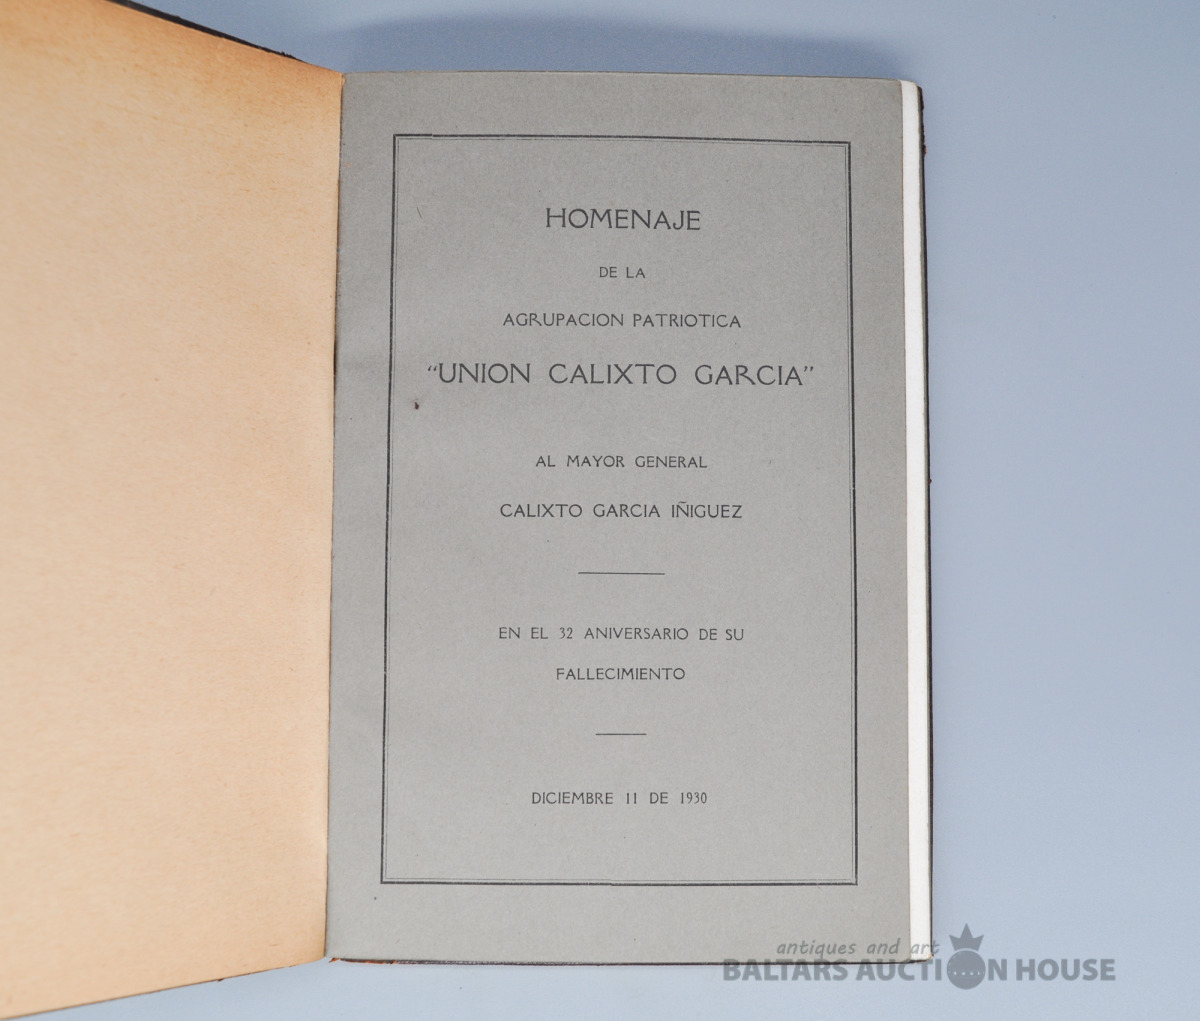 HOMENAJE
DE LA
AGRUPACION PATRIOTICA
“UNION CALIXTO GARCIA”
AL MAYOR GENERAL
CALIXTO GARCIA IÑIGUEZ
EN EL 32 ANIVERSARIO DE SU
FALLECIMIENTO
DICIEMBRE 11 DE 1930
antiques and art
BALTARS AUCTION HOUSE